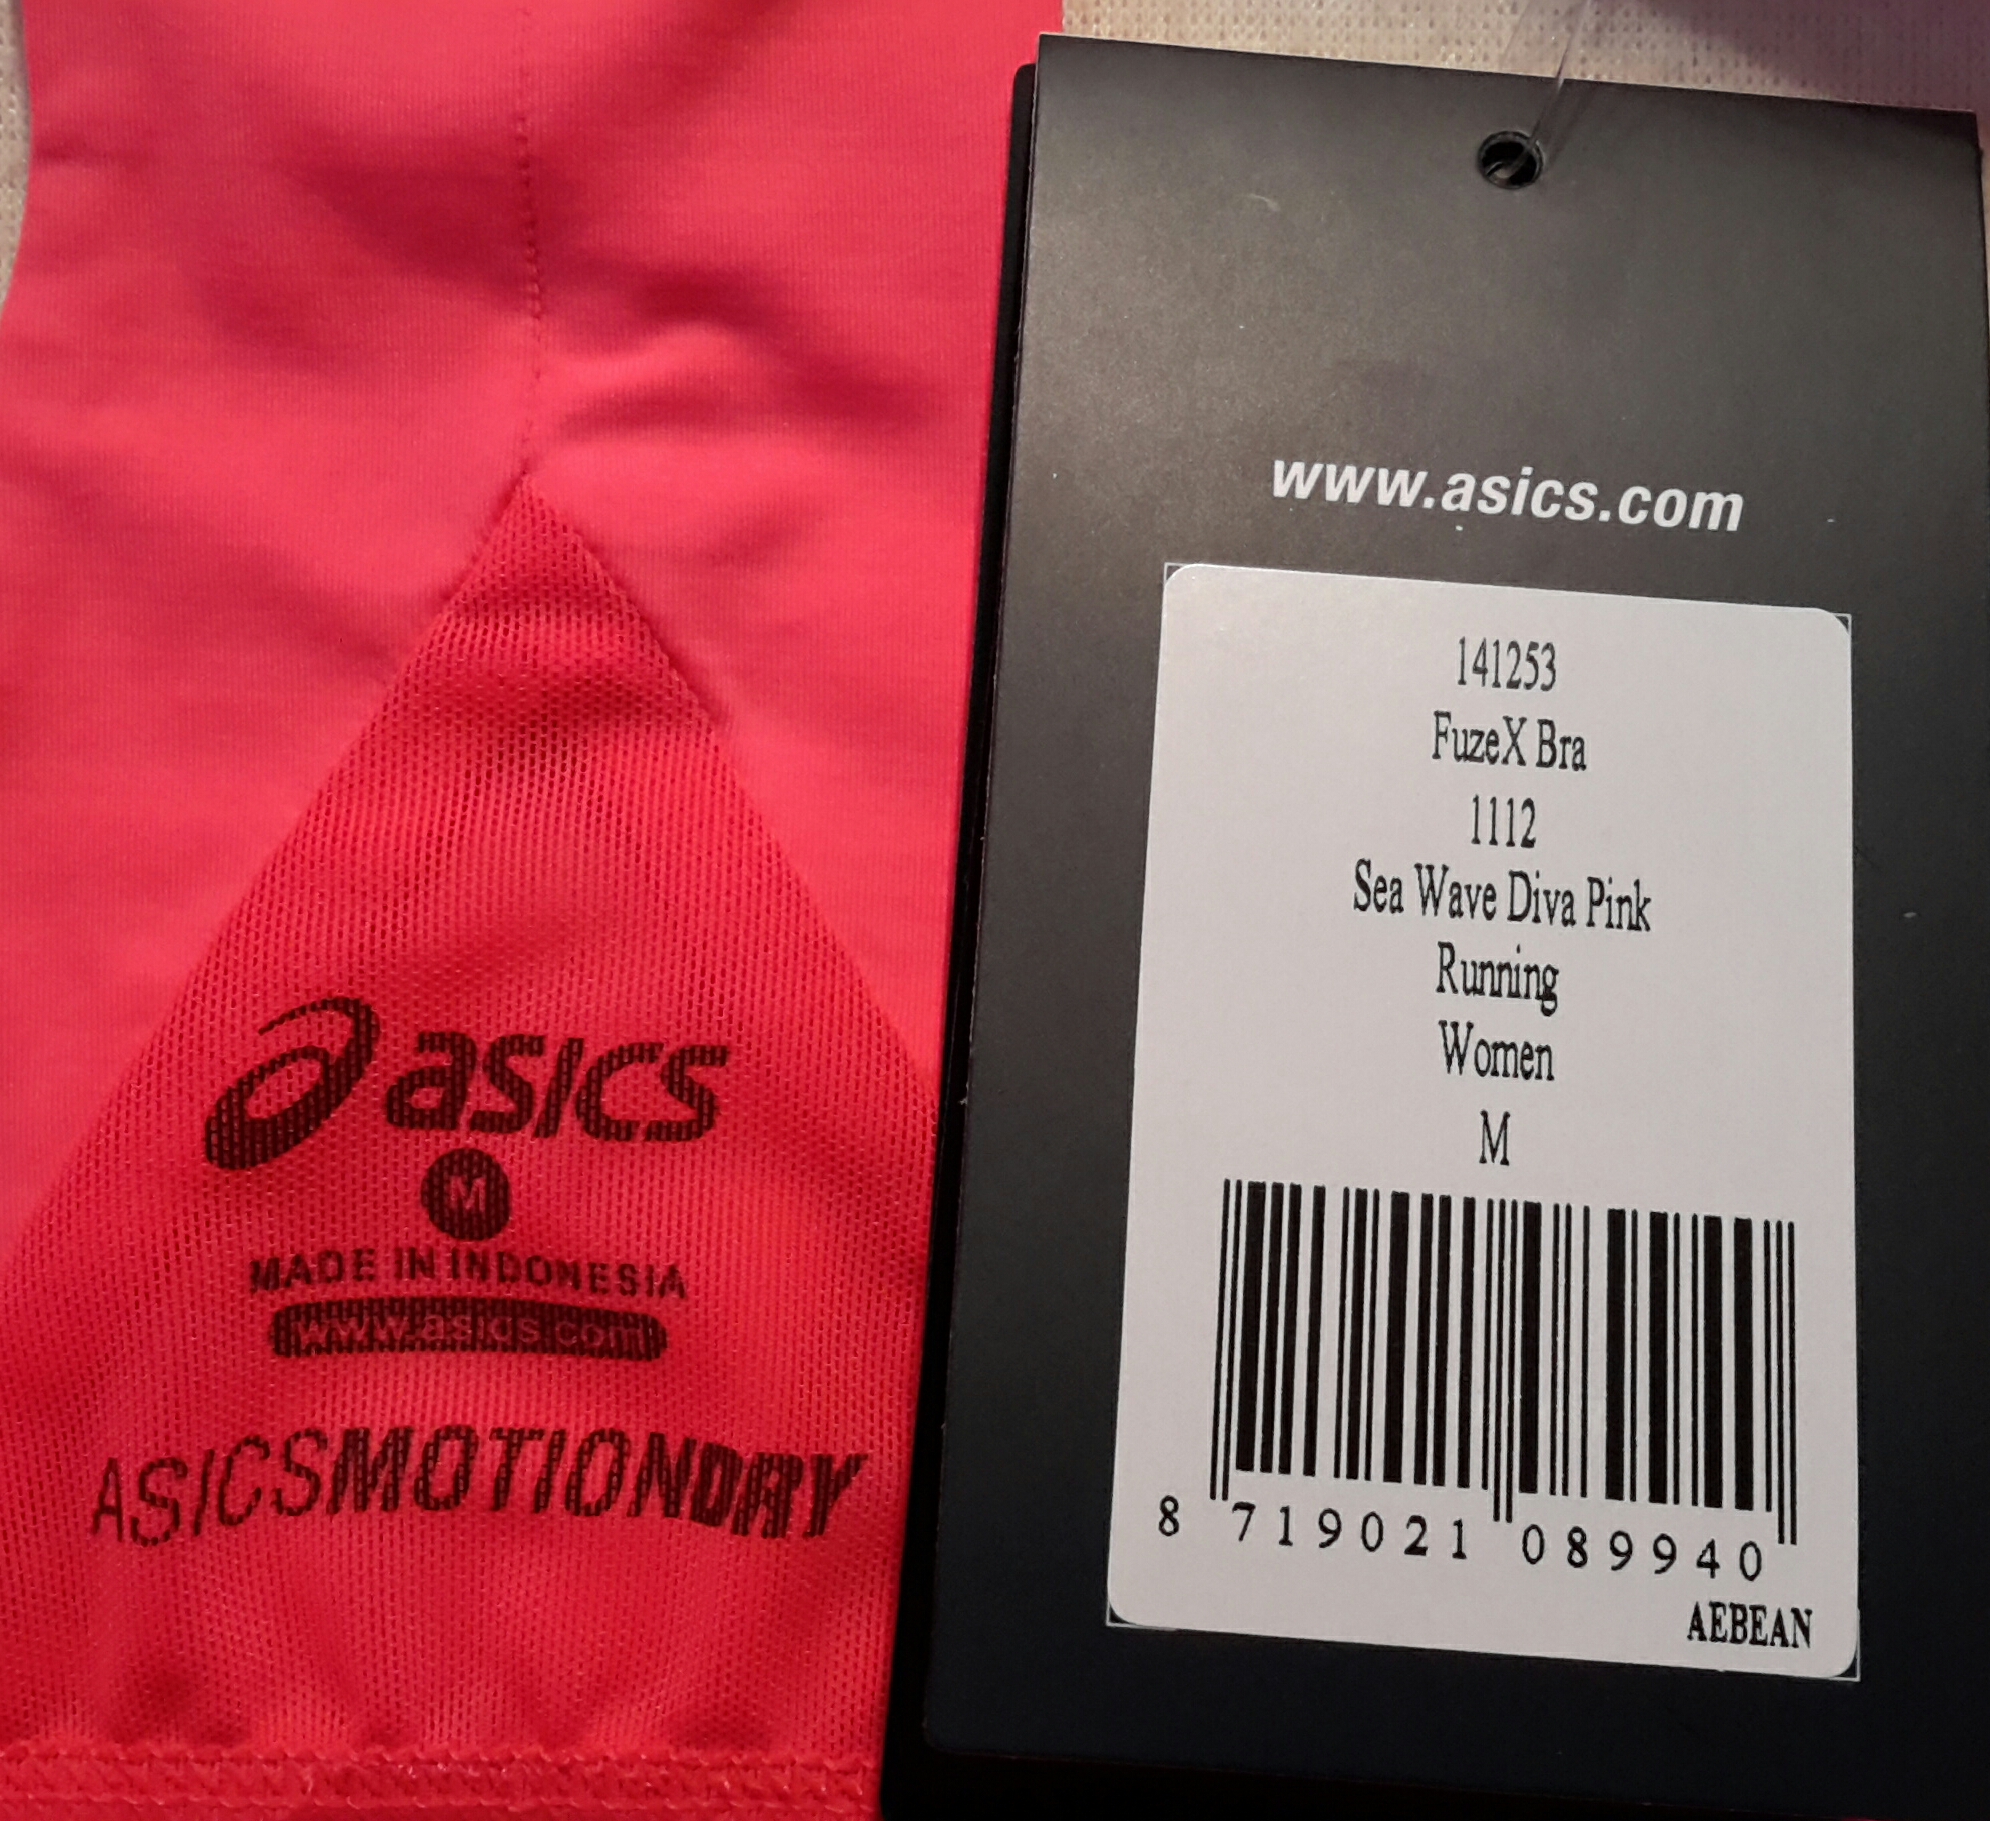 asics
M
MADE IN INDONESIA
www.asics.com
ASICSMOTIONDRY
www.asics.com
141253
FuzeX Bra
1112
Sea Wave Diva Pink
Running
Women
M
8 719021 089940
AEBEAN